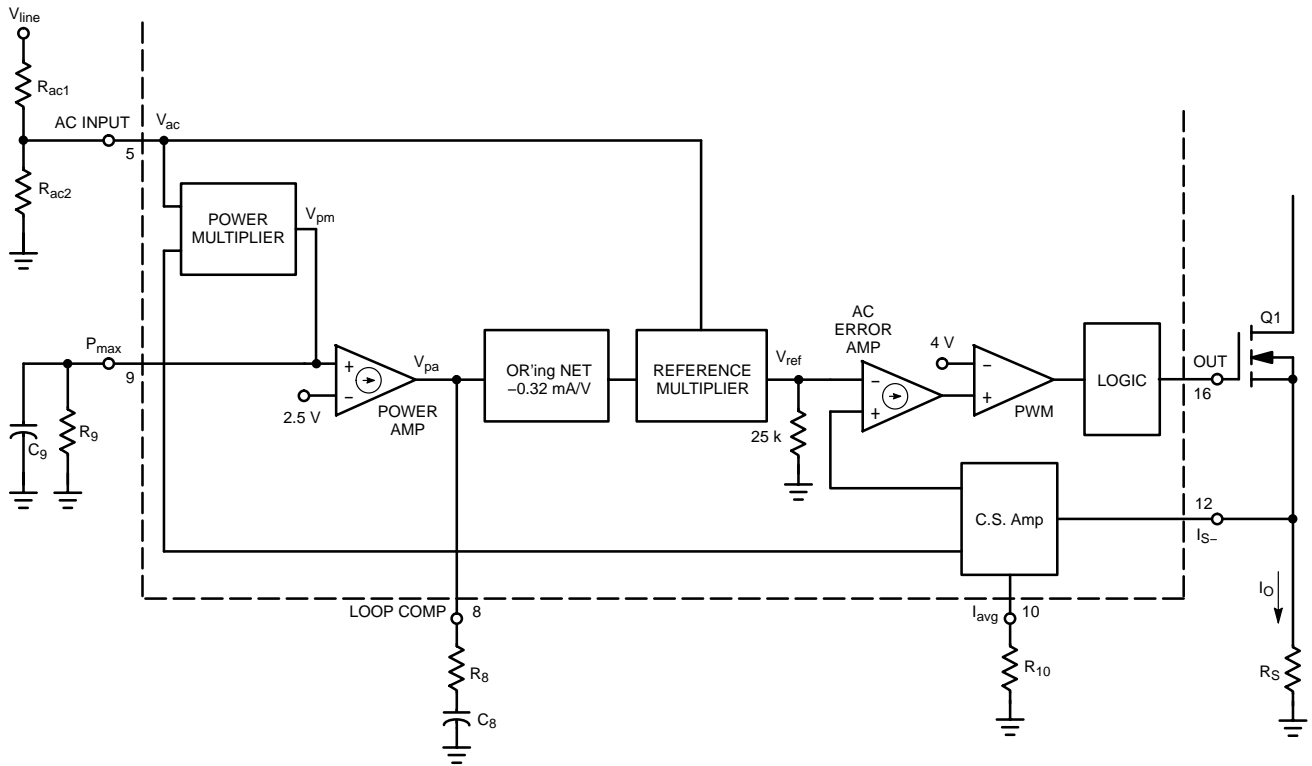 Vline
Rac1
AC INPUT
5
Vac
Rac2
POWER
MULTIPLIER
Vpm
Pmax
9
C9
R9
+
−
2.5 V
POWER
AMP
Vpa
OR'ing NET
−0.32 mA/V
REFERENCE
MULTIPLIER
Vref
25 k
AC
ERROR
AMP
−
+
4 V
−
+
PWM
LOGIC
OUT
16
Q1
C.S. Amp
12
IS−
LOOP COMP
8
R8
C8
Iavg
10
R10
IO
RS